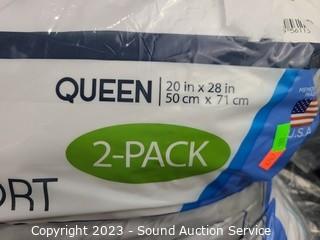 QUEEN
20 in x 28 in
50 cm x 71 cm
U.S.A
2-PACK
ORT
Copyright 2023 - Sound Auction Service